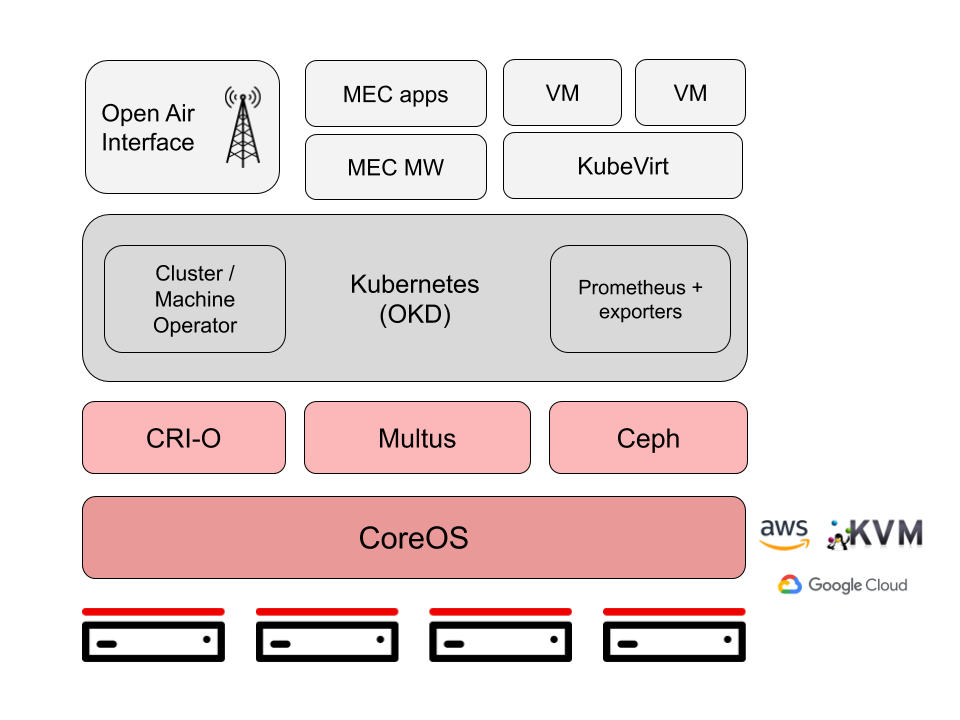 Open Air
Interface
MEC apps
VM
VM
MEC MW
KubeVirt
Cluster /
Machine
Operator
Kubernetes
(OKD)
Prometheus +
exporters
CRI-O
Multus
Ceph
CoreOS
aws
KVM
Google Cloud